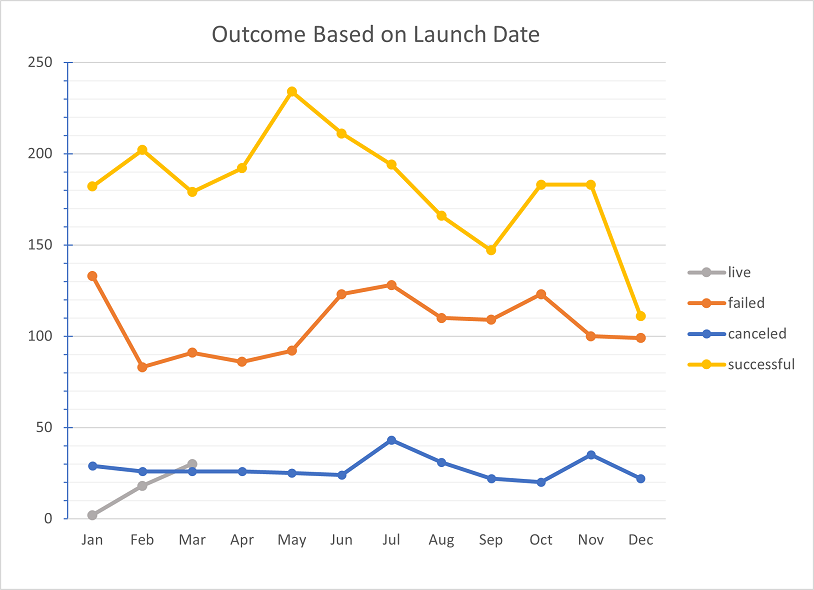 Outcome Based on Launch Date
250
200
150
100
50
0
Jan Feb Mar Apr May Jun Jul Aug Sep Oct Nov Dec
live
failed
canceled
successful